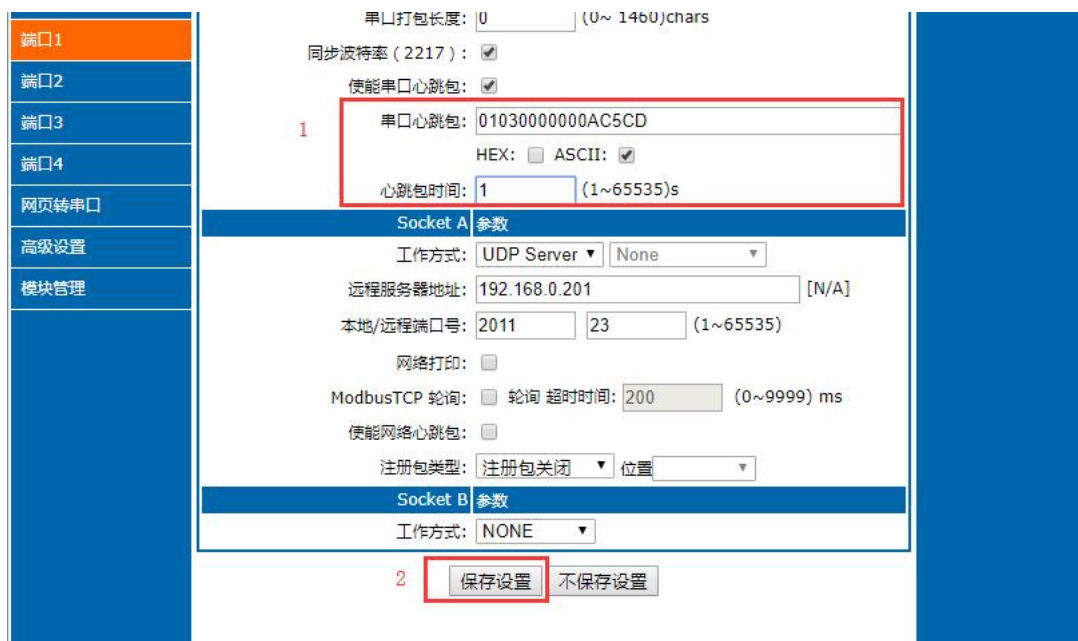 串口打包长度: 0 (0~ 1460)chars
端口1
同步波特率 ( 2217 ) :
端口2
使能串口心跳包:
端口3
1
串口心跳包: 01030000000AC5CD
HEX: ASCII:
端口4
心跳包时间: 1 (1~65535)s
网页转串口
Socket A 参数
高级设置
工作方式: UDP Server None
模块管理
远程服务器地址: 192.168.0.201 [N/A]
本地/远程端口号: 2011 23 (1~65535)
网络打印:
ModbusTCP 轮询: 轮询 超时时间: 200 (0~9999) ms
使能网络心跳包:
注册包类型: 注册包关闭 位置
Socket B 参数
工作方式: NONE
2 保存设置 不保存设置